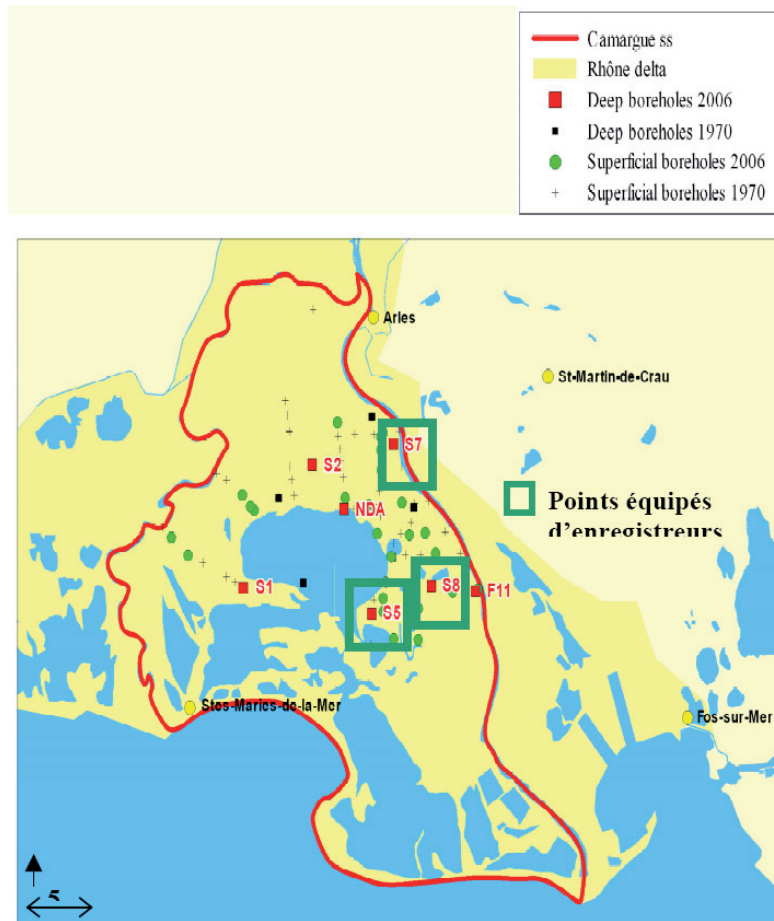 Camargue ss
Rhône delta
Deep boreholes 2006
Deep boreholes 1970
Superficial boreholes 2006
Superficial boreholes 1970
Arles
St-Martin-de-Crau
S7
S2
Points équipés
d'enregistreurs
NDA
S1
S8
F11
S5
Stes-Maries-de-la-Mer
Fos-sur-Mer